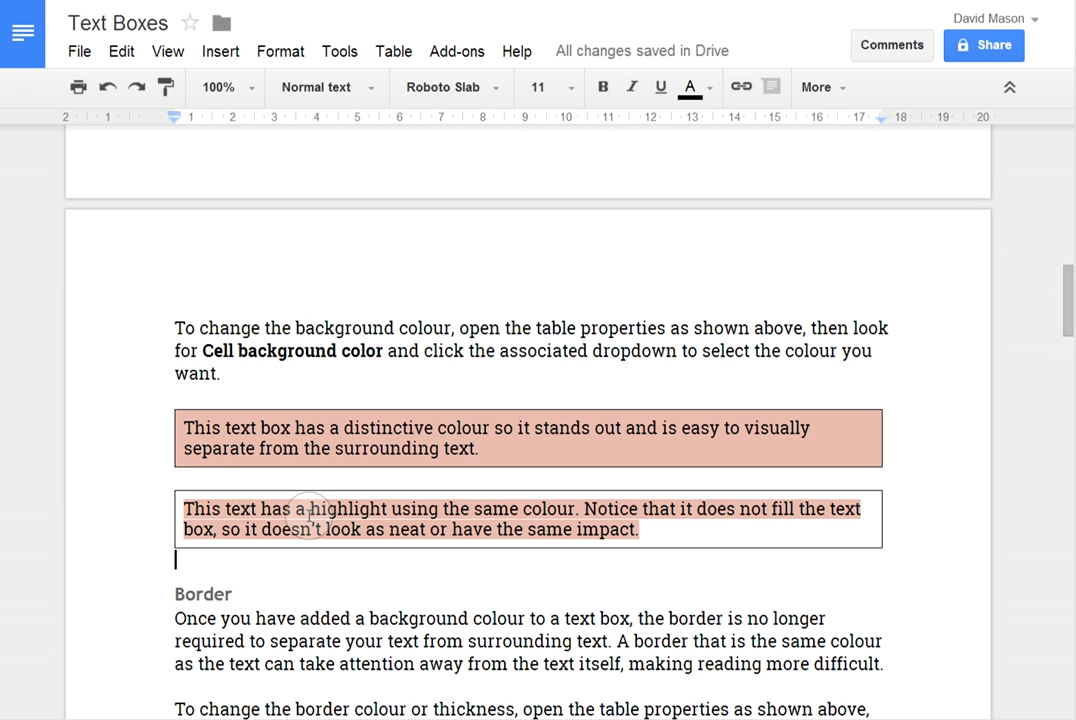 Text Boxes
David Mason
File Edit View Insert Format Tools Table Add-ons Help All changes saved in Drive
Comments Share
100% Normal text Roboto Slab 11 B I U A More
2 1 1 2 3 4 5 6 7 8 9 10 11 12 13 14 15 16 17 18 19 20
To change the background colour, open the table properties as shown above, then look
for Cell background color and click the associated dropdown to select the colour you
want.
This text box has a distinctive colour so it stands out and is easy to visually
separate from the surrounding text.
This text has a highlight using the same colour. Notice that it does not fill the text
box, so it doesn't look as neat or have the same impact.
Border
Once you have added a background colour to a text box, the border is no longer
required to separate your text from surrounding text. A border that is the same colour
as the text can take attention away from the text itself, making reading more difficult.
To change the border colour or thickness, open the table properties as shown above,